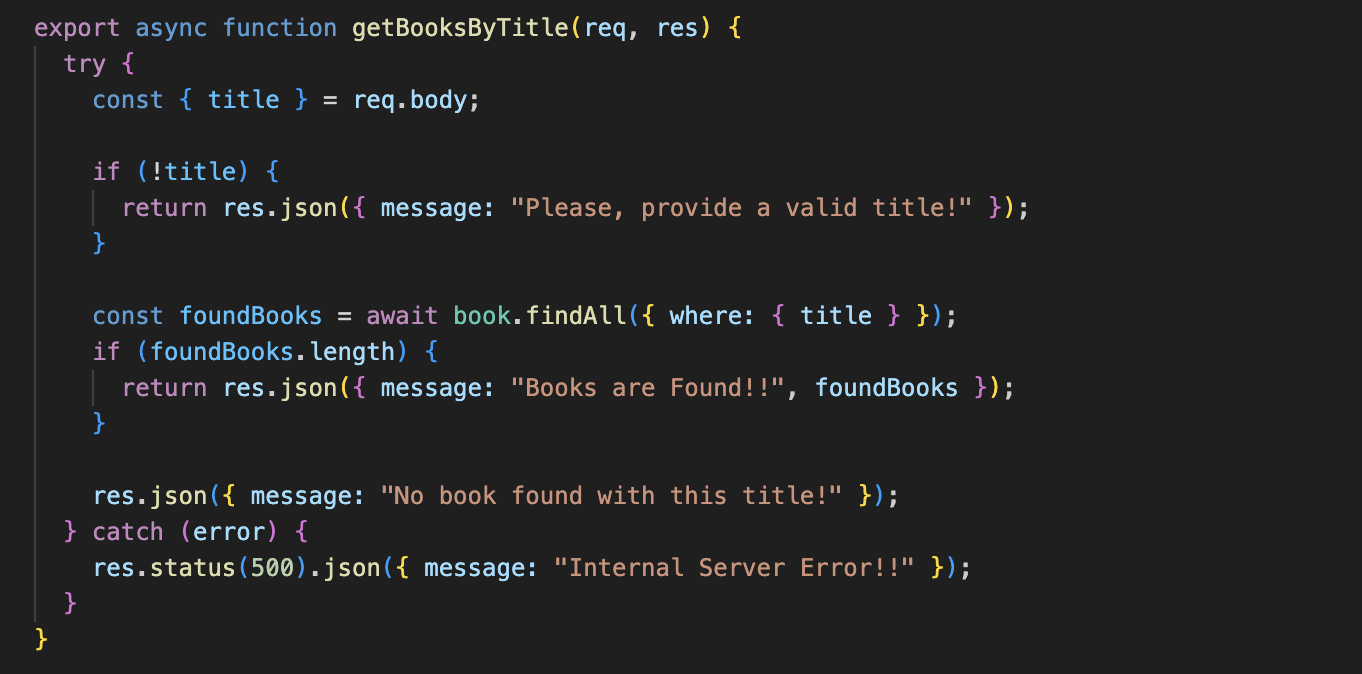 export async function getBooksByTitle(req, res) {
  try {
    const { title } = req.body;

    if (!title) {
      return res.json({ message: "Please, provide a valid title!" });
    }

    const foundBooks = await book.findAll({ where: { title } });
    if (foundBooks.length) {
      return res.json({ message: "Books are Found!!", foundBooks });
    }

    res.json({ message: "No book found with this title!" });
  } catch (error) {
    res.status(500).json({ message: "Internal Server Error!!" });
  }
}